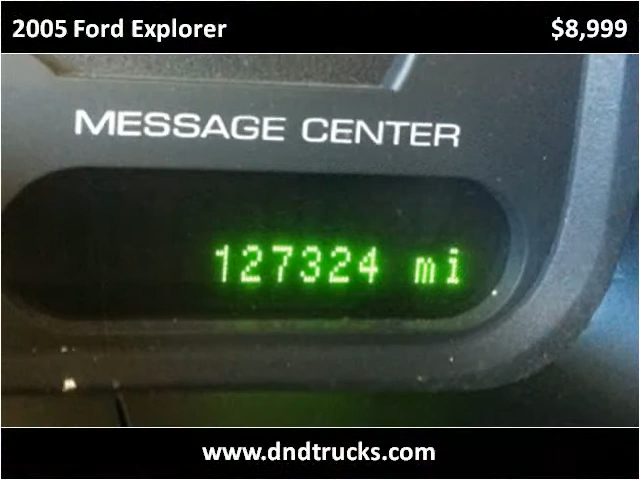 2005 Ford Explorer
$8,999
MESSAGE CENTER
127324 mi
www.dndtrucks.com